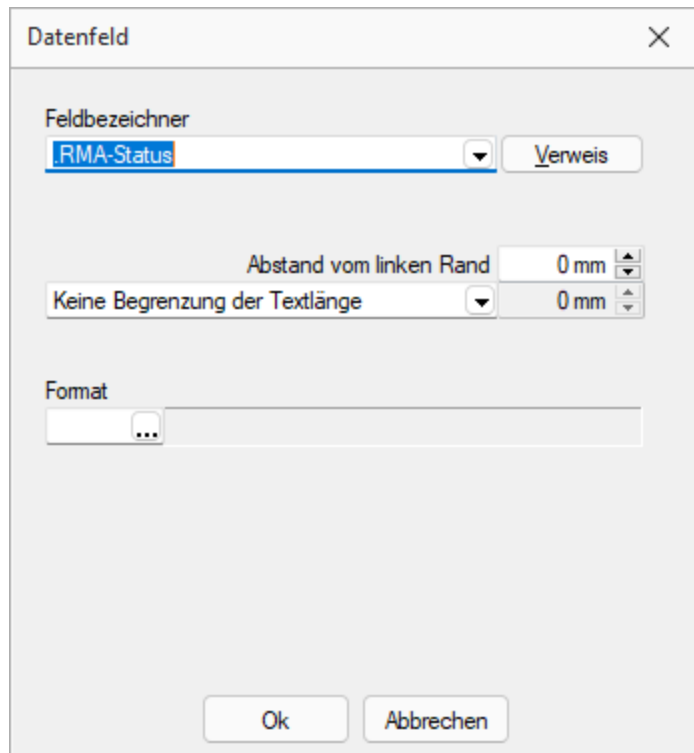 Datenfeld
Feldbezeichner
.RMA-Status
Verweis
Abstand vom linken Rand 0 mm
Keine Begrenzung der Textlänge 0 mm
Format
...
Ok Abbrechen